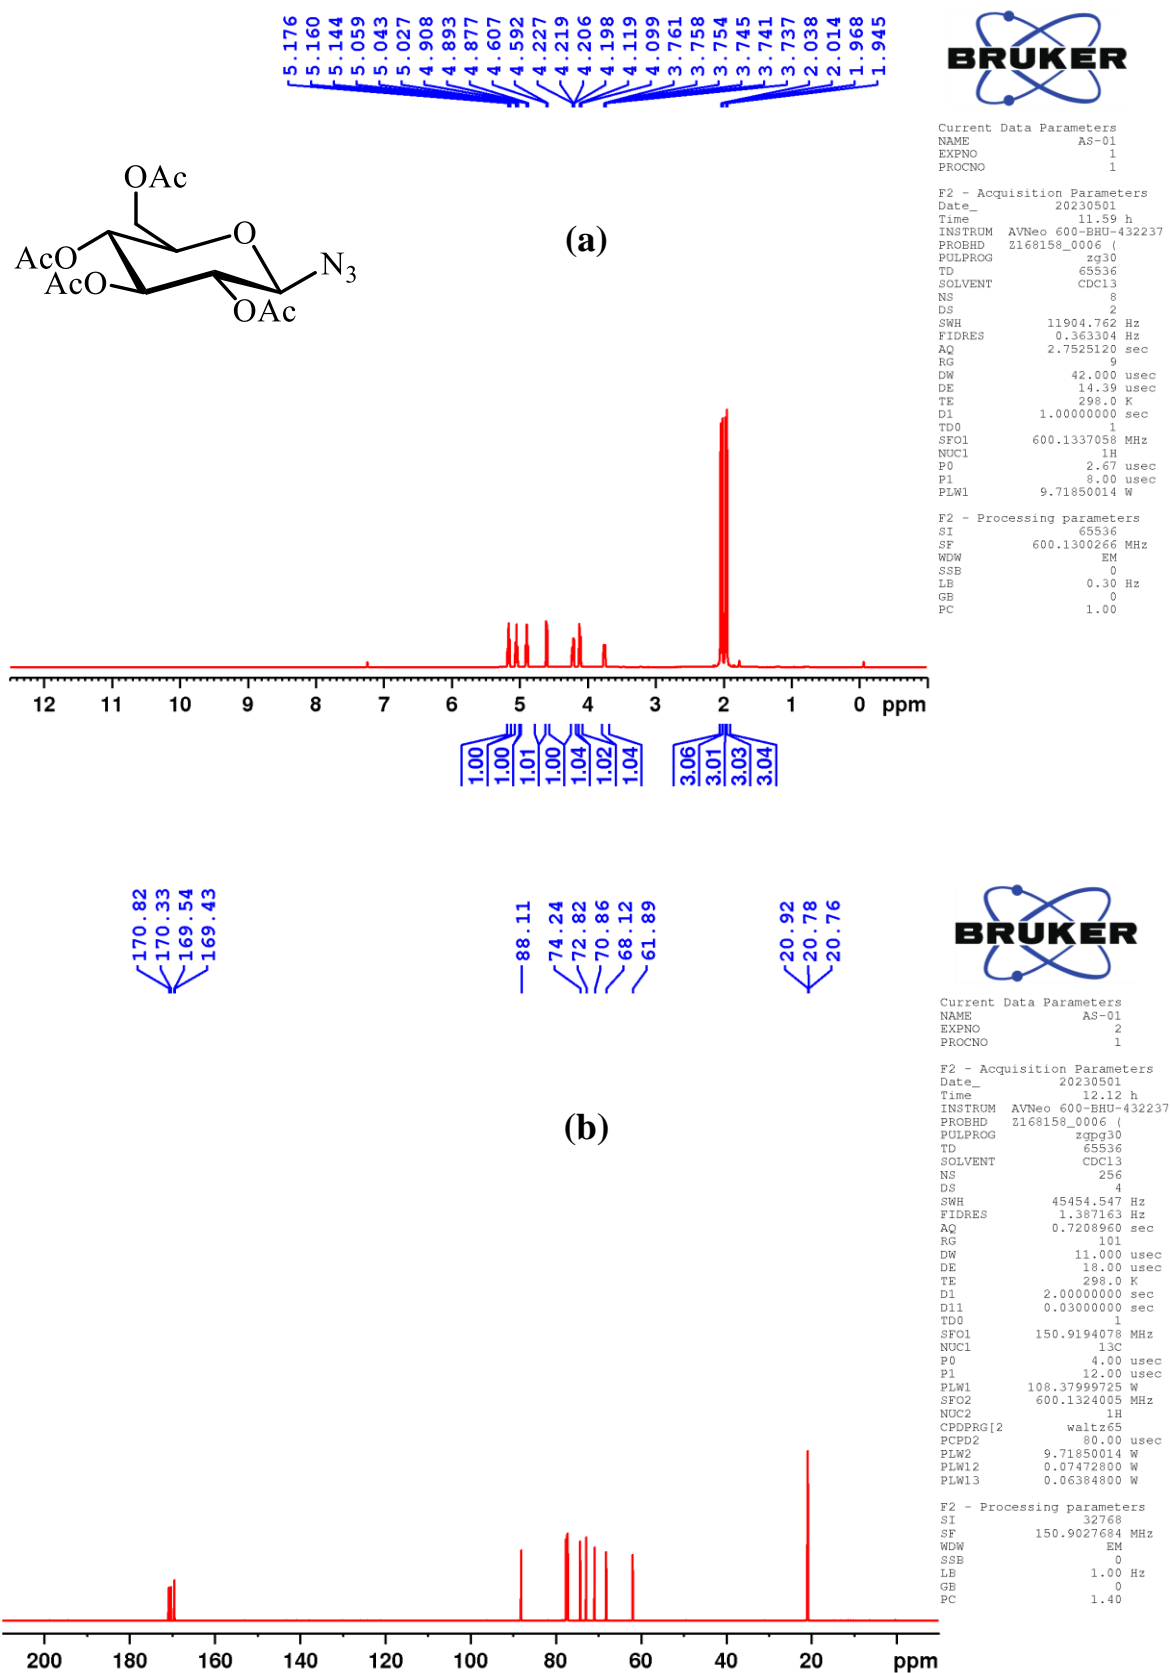 5.176
5.160
5.144
5.059
5.043
5.027
4.908
4.893
4.877
4.607
4.592
4.227
4.219
4.206
4.198
4.119
4.099
3.761
3.758
3.754
3.745
3.741
3.737
2.038
2.014
1.968
1.945
BRUKER
Current Data Parameters
NAME AS-01
EXPNO 1
PROCNO 1
F2 - Acquisition Parameters
Date_ 20230501
Time 11.59 h
INSTRUM AVNeo 600-BHU-432237
PROBHD Z168158_0006 (
PULPROG zg30
TD 65536
SOLVENT CDCl3
NS 8
DS 2
SWH 11904.762 Hz
FIDRES 0.363304 Hz
AQ 2.7525120 sec
RG 9
DW 42.000 usec
DE 14.39 usec
TE 298.0 K
D1 1.00000000 sec
TD0 1
SFO1 600.1337058 MHz
NUC1 1H
P0 2.67 usec
P1 8.00 usec
PLW1 9.71850014 W
F2 - Processing parameters
SI 65536
SF 600.1300266 MHz
WDW EM
SSB 0
LB 0.30 Hz
GB 0
PC 1.00
OAc
O
AcO
AcO
OAc
N3
(a)
12 11 10 9 8 7 6 5 4 3 2 1 0 ppm
1.00
1.00
1.01
1.00
1.04
1.02
1.04
3.06
3.01
3.03
3.04
170.82
170.33
169.54
169.43
88.11
74.24
72.82
70.86
68.12
61.89
20.92
20.78
20.76
BRUKER
Current Data Parameters
NAME AS-01
EXPNO 2
PROCNO 1
F2 - Acquisition Parameters
Date_ 20230501
Time 12.12 h
INSTRUM AVNeo 600-BHU-432237
PROBHD Z168158_0006 (
PULPROG zgpg30
TD 65536
SOLVENT CDCl3
NS 256
DS 4
SWH 45454.547 Hz
FIDRES 1.387163 Hz
AQ 0.7208960 sec
RG 101
DW 11.000 usec
DE 18.00 usec
TE 298.0 K
D1 2.00000000 sec
D11 0.03000000 sec
TD0 1
SFO1 150.9194078 MHz
NUC1 13C
P0 4.00 usec
P1 12.00 usec
PLW1 108.37999725 W
SFO2 600.1324005 MHz
NUC2 1H
CPDPRG[2 waltz65
PCPD2 80.00 usec
PLW2 9.71850014 W
PLW12 0.07472800 W
PLW13 0.06384800 W
F2 - Processing parameters
SI 32768
SF 150.9027684 MHz
WDW EM
SSB 0
LB 1.00 Hz
GB 0
PC 1.40
(b)
200 180 160 140 120 100 80 60 40 20 ppm